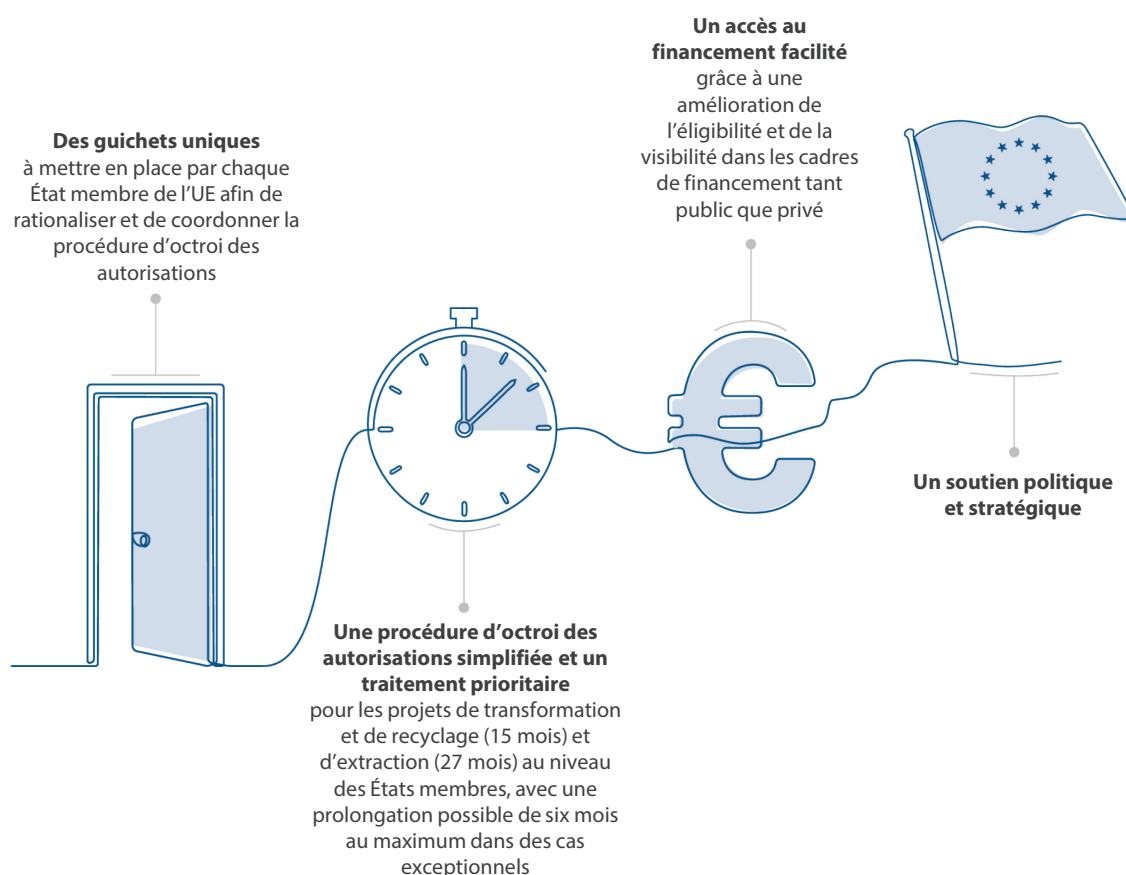 Des guichets uniques
à mettre en place par chaque
État membre de l’UE afin de
rationaliser et de coordonner la
procédure d’octroi des
autorisations
Une procédure d’octroi des
autorisations simplifiée et un
traitement prioritaire
pour les projets de transformation
et de recyclage (15 mois) et
d’extraction (27 mois) au niveau
des États membres, avec une
prolongation possible de six mois
au maximum dans des cas
exceptionnels
Un accès au
financement facilité
grâce à une
amélioration de
l’éligibilité et de la
visibilité dans les cadres
de financement tant
public que privé
€
Un soutien politique
et stratégique